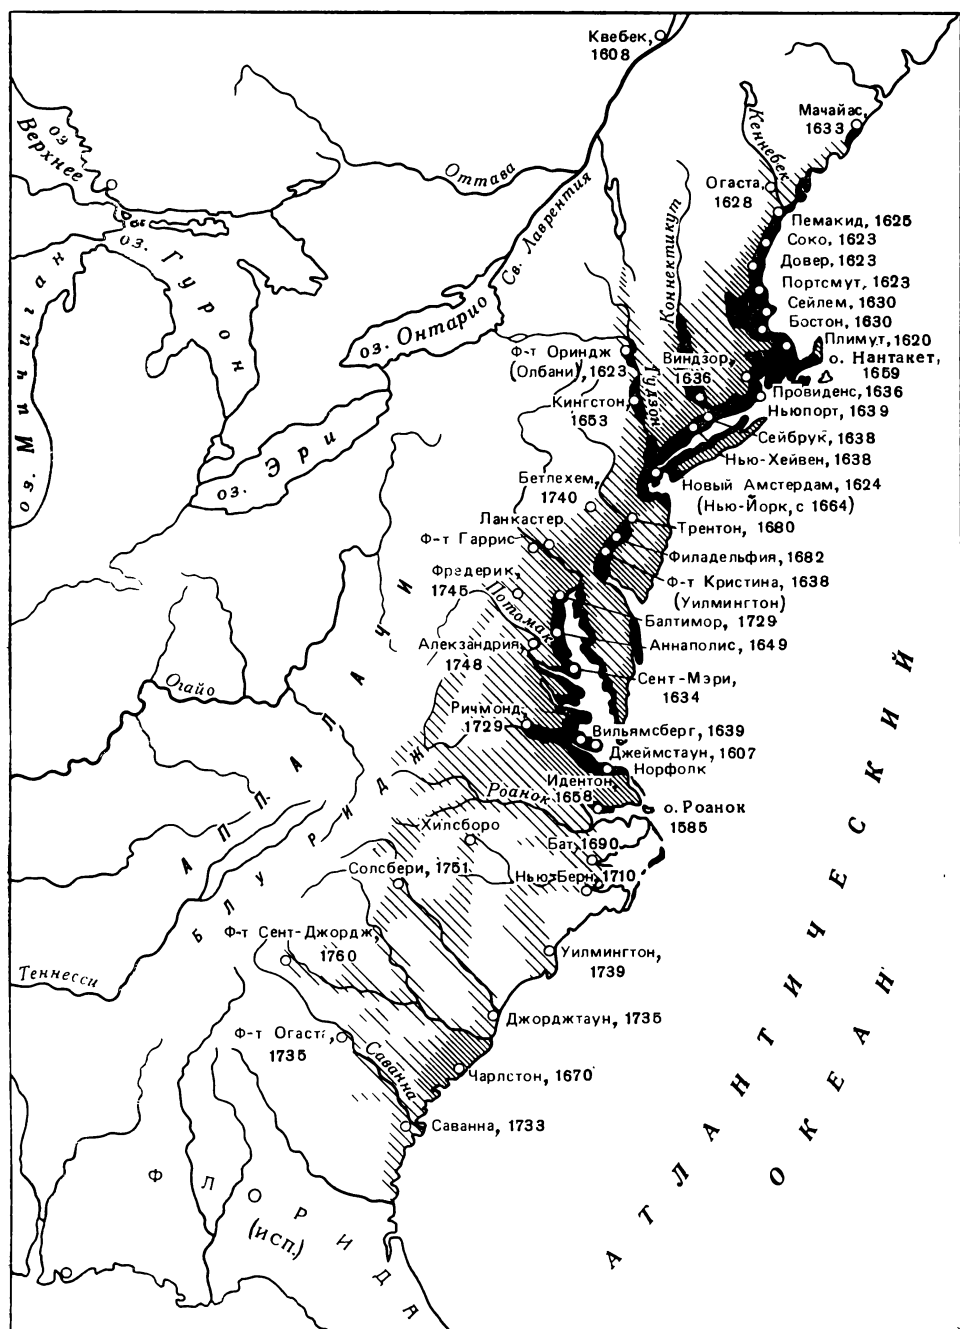 Квебек,
1608
Мачайас,
1633
Кеннебек
оз
Верхнее
Оттава
Огаста,
1628
Св. Лаврентия
Коннектикут
Пемакид, 1625
Соко, 1623
Довер, 1623
Портсмут, 1623
Сейлем, 1630
Бостон, 1630
Плимут, 1620
о. Нантакет,
1659
оз. Гурон
оз. Мичиган
оз. Онтарио
Ф-т Ориндж
(Олбани), 1623
Виндзор,
1636
Гудзон
Кингстон,
1653
Провиденс, 1636
Ньюпорт, 1639
Сейбрук, 1638
Нью-Хейвен, 1638
оз. Эри
Бетлехем,
1740
Новый Амстердам, 1624
(Нью-Йорк, с 1664)
Ланкастер
Трентон, 1680
Ф-т Гаррис
Филадельфия, 1682
Фредерик,
1745
Ф-т Кристина, 1638
(Уилмингтон)
Потомак
Балтимор, 1729
Алекзандрия,
1748
Аннаполис, 1649
Сент-Мэри,
1634
Огайо
АППАЛАЧИ
Ричмонд,
1729
Вильямсберг, 1639
Джеймстаун, 1607
Норфолк
БЛУ РИДЖ
Идентон,
1658
Роанок
о. Роанок
1585
Хилсборо
Бат, 1690
Солсбери, 1751
Нью-Берн, 1710
Ф-т Сент-Джордж,
1760
Уилмингтон,
1739
Теннесси
Джорджтаун, 1735
Ф-т Огаста,
1735
Саванна
Чарлстон, 1670
Саванна, 1733
ФЛОРИДА
(ИСП.)
АТЛАНТИЧЕСКИЙ
ОКЕАН